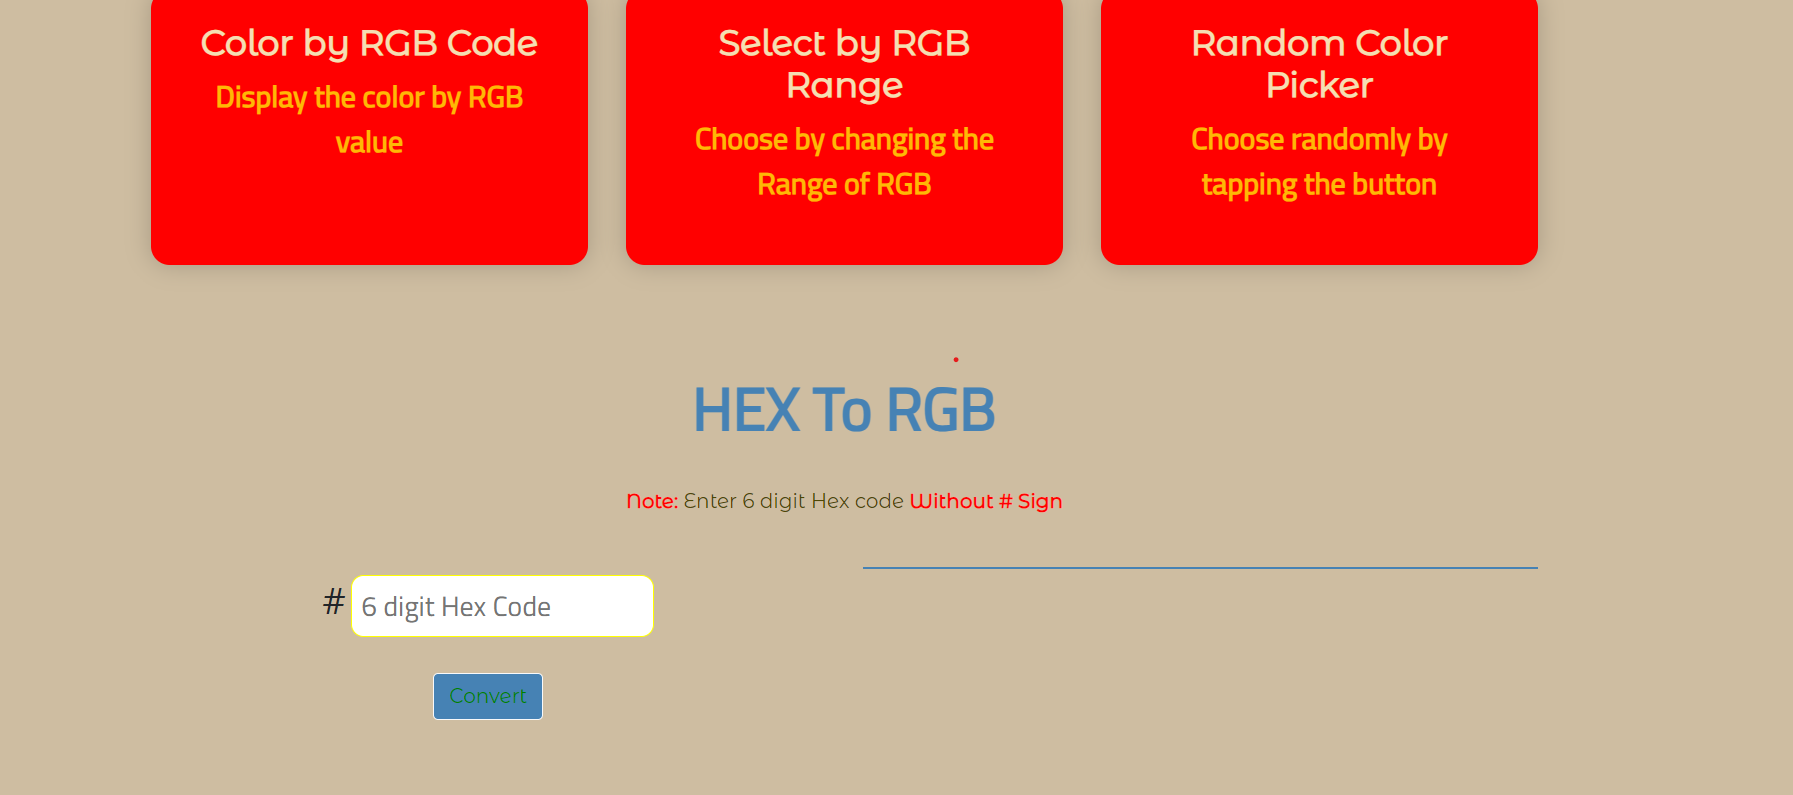 Color by RGB Code
Display the color by RGB
value
Select by RGB
Range
Choose by changing the
Range of RGB
Random Color
Picker
Choose randomly by
tapping the button
HEX To RGB
Note: Enter 6 digit Hex code Without # Sign
# 6 digit Hex Code
Convert